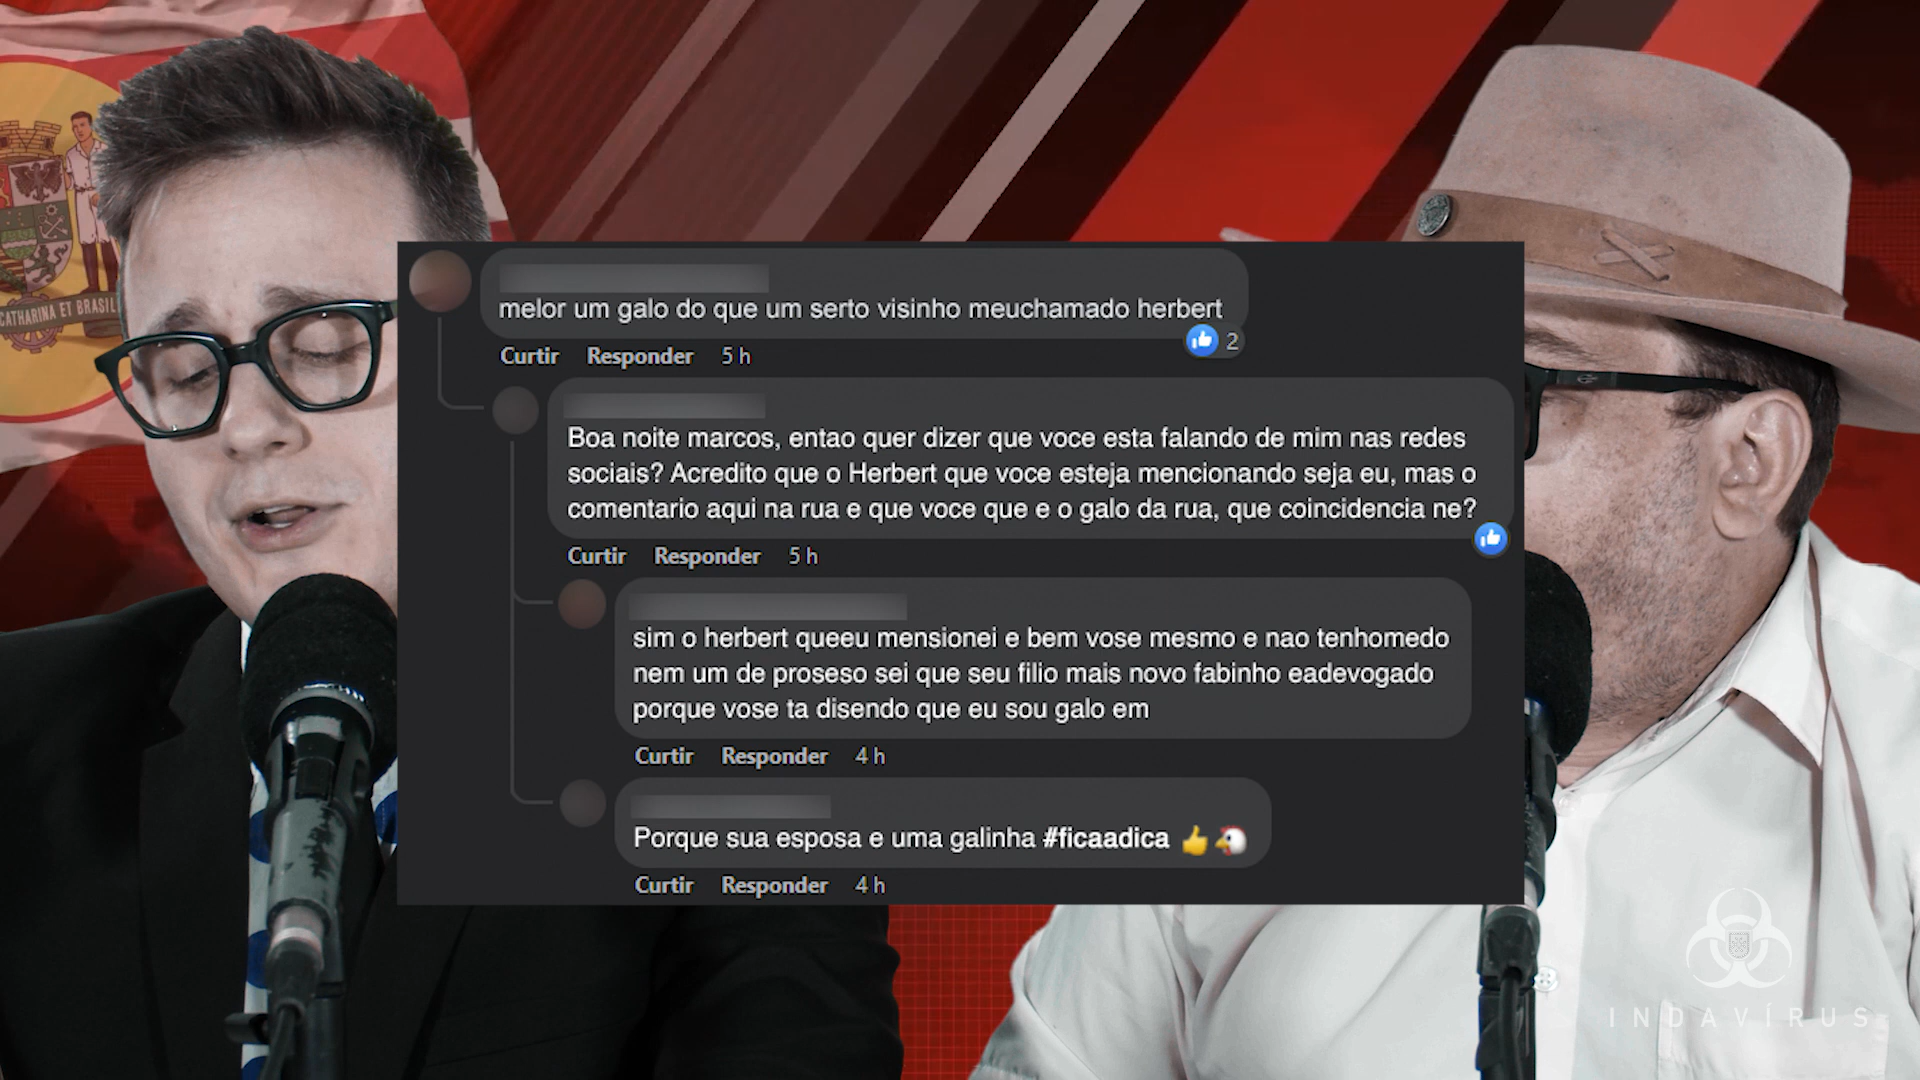 CATHARINA ET BRASIL
melor um galo do que um serto visinho meuchamado herbert
2
Curtir Responder 5 h
Boa noite marcos, entao quer dizer que voce esta falando de mim nas redes
sociais? Acredito que o Herbert que voce esteja mencionando seja eu, mas o
comentario aqui na rua e que voce que e o galo da rua, que coincidencia ne?
Curtir Responder 5 h
sim o herbert queeu mensionei e bem vose mesmo e nao tenhomedo
nem um de proseso sei que seu filio mais novo fabinho eadevogado
porque vose ta disendo que eu sou galo em
Curtir Responder 4 h
Porque sua esposa e uma galinha #ficaadica 👍🐔
Curtir Responder 4 h
INDAVÍRUS